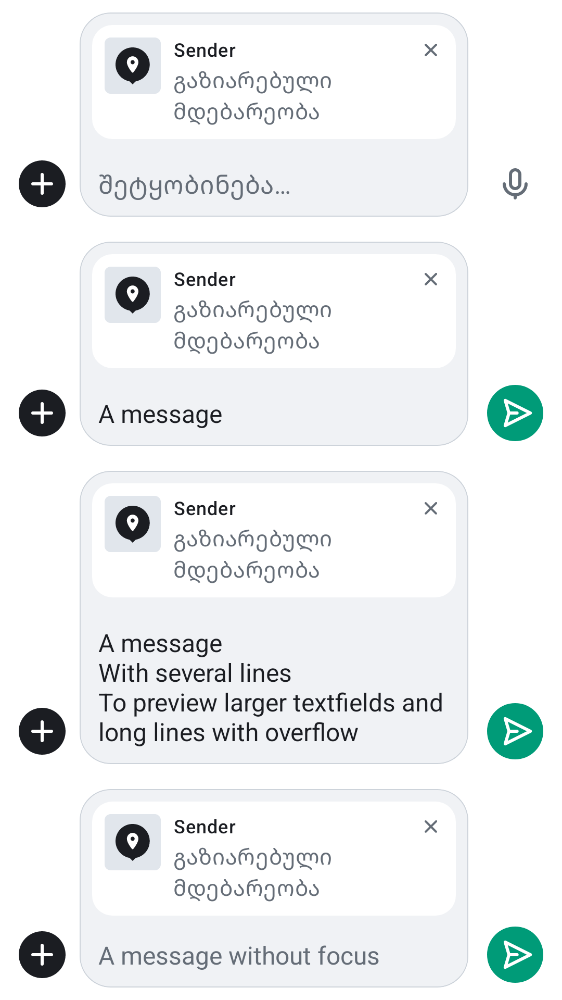 Sender
გაზიარებული
მდებარეობა
შეტყობინება...
Sender
გაზიარებული
მდებარეობა
A message
Sender
გაზიარებული
მდებარეობა
A message
With several lines
To preview larger textfields and
long lines with overflow
Sender
გაზიარებული
მდებარეობა
A message without focus